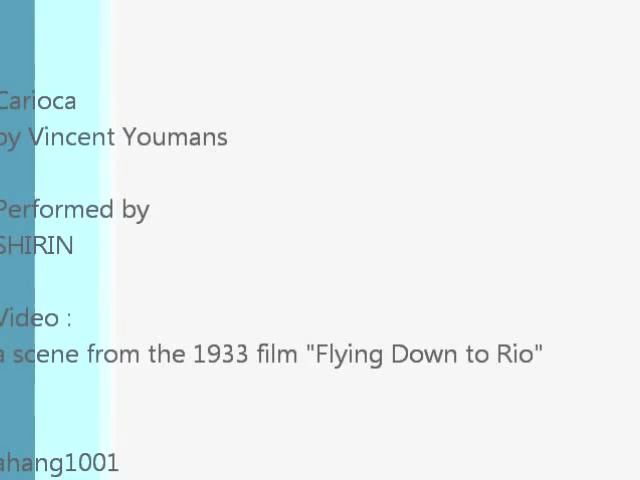 Carioca
by Vincent Youmans
Performed by
SHIRIN
Video :
a scene from the 1933 film "Flying Down to Rio"
ahang1001